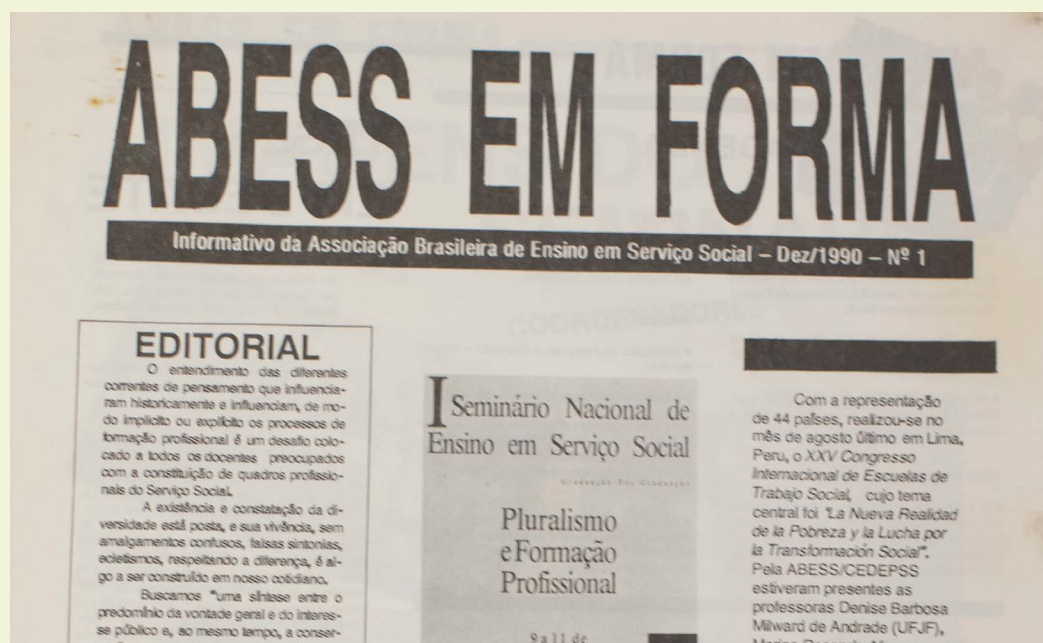 ABESS EM FORMA
Informativo da Associação Brasileira de Ensino em Serviço Social – Dez/1990 – Nº 1
EDITORIAL
O entendimento das diferentes
correntes de pensamento que influencia-
ram historicamente e influenciam, de mo-
do implícito ou explícito os processos de
formação profissional é um desafio colo-
cado a todos os docentes preocupados
com a constituição de quadros profissio-
nais do Serviço Social.
A existência e constatação da di-
versidade está posta, e sua vivência, sem
amalgamentos confusos, falsas sintonias,
ecletismos, respeitando a diferença, é al-
go a ser construído em nosso cotidiano.
Buscamos "uma síntese entre o
predomínio da vontade geral e do interes-
se público e, ao mesmo tempo, a conser-
I Seminário Nacional de
Ensino em Serviço Social
Graduação Pós-Graduação
Pluralismo
e Formação
Profissional
9 a 11 de
Com a representação
de 44 países, realizou-se no
mês de agosto último em Lima,
Peru, o XXV Congresso
Internacional de Escuelas de
Trabajo Social, cujo tema
central foi "La Nueva Realidad
de la Pobreza y la Lucha por
la Transformación Social".
Pela ABESS/CEDEPSS
estiveram presentes as
professoras Denise Barbosa
Milward de Andrade (UFJF),